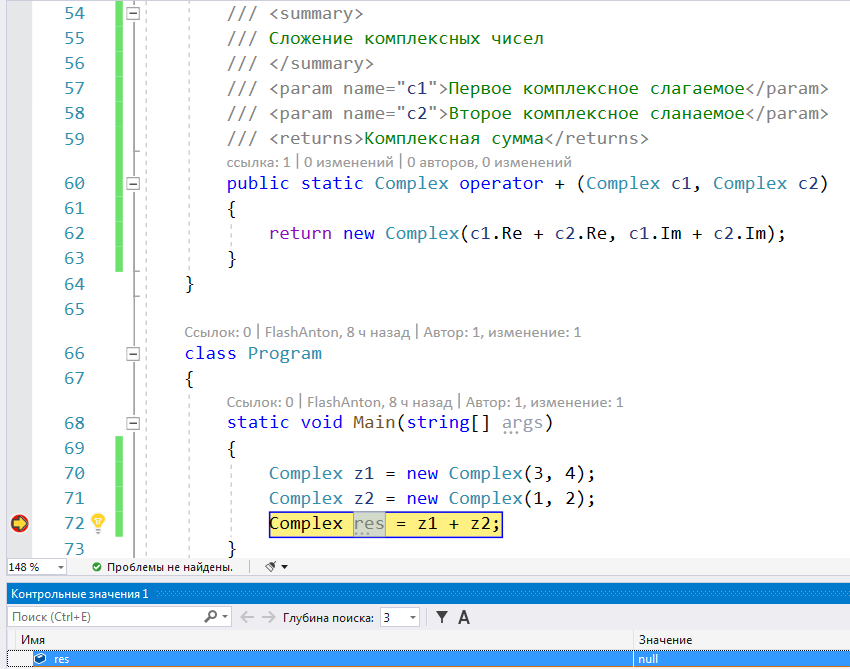 54 /// <summary>
55 /// Сложение комплексных чисел
56 /// </summary>
57 /// <param name="c1">Первое комплексное слагаемое</param>
58 /// <param name="c2">Второе комплексное сланаемое</param>
59 /// <returns>Комплексная сумма</returns>
ссылка: 1 | 0 изменений | 0 авторов, 0 изменений
60 public static Complex operator + (Complex c1, Complex c2)
61 {
62 return new Complex(c1.Re + c2.Re, c1.Im + c2.Im);
63 }
64 }
65
Ссылок: 0 | FlashAnton, 8 ч назад | Автор: 1, изменение: 1
66 class Program
67 {
Ссылок: 0 | FlashAnton, 8 ч назад | Автор: 1, изменение: 1
68 static void Main(string[] args)
69 {
70 Complex z1 = new Complex(3, 4);
71 Complex z2 = new Complex(1, 2);
72 Complex res = z1 + z2;
73 }
148 % Проблемы не найдены.
Контрольные значения 1
Поиск (Ctrl+E) Глубина поиска: 3 A
Имя Значение
res null